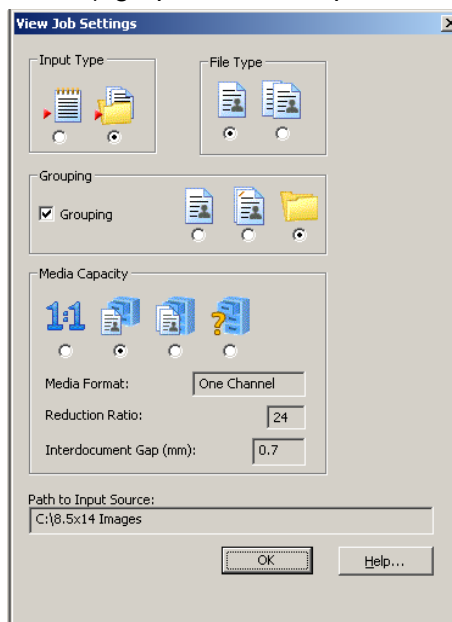 View Job Settings
Input Type
File Type
Grouping
Grouping
Media Capacity
1:1
?
Media Format: One Channel
Reduction Ratio: 24
Interdocument Gap (mm): 0.7
Path to Input Source:
C:\8.5x14 Images
OK Help...